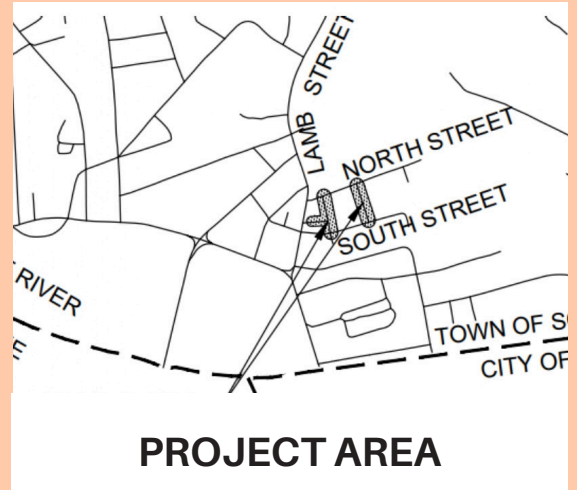 LAMB STREET
NORTH STREET
SOUTH STREET
RIVER
TOWN OF
CITY OF
PROJECT AREA